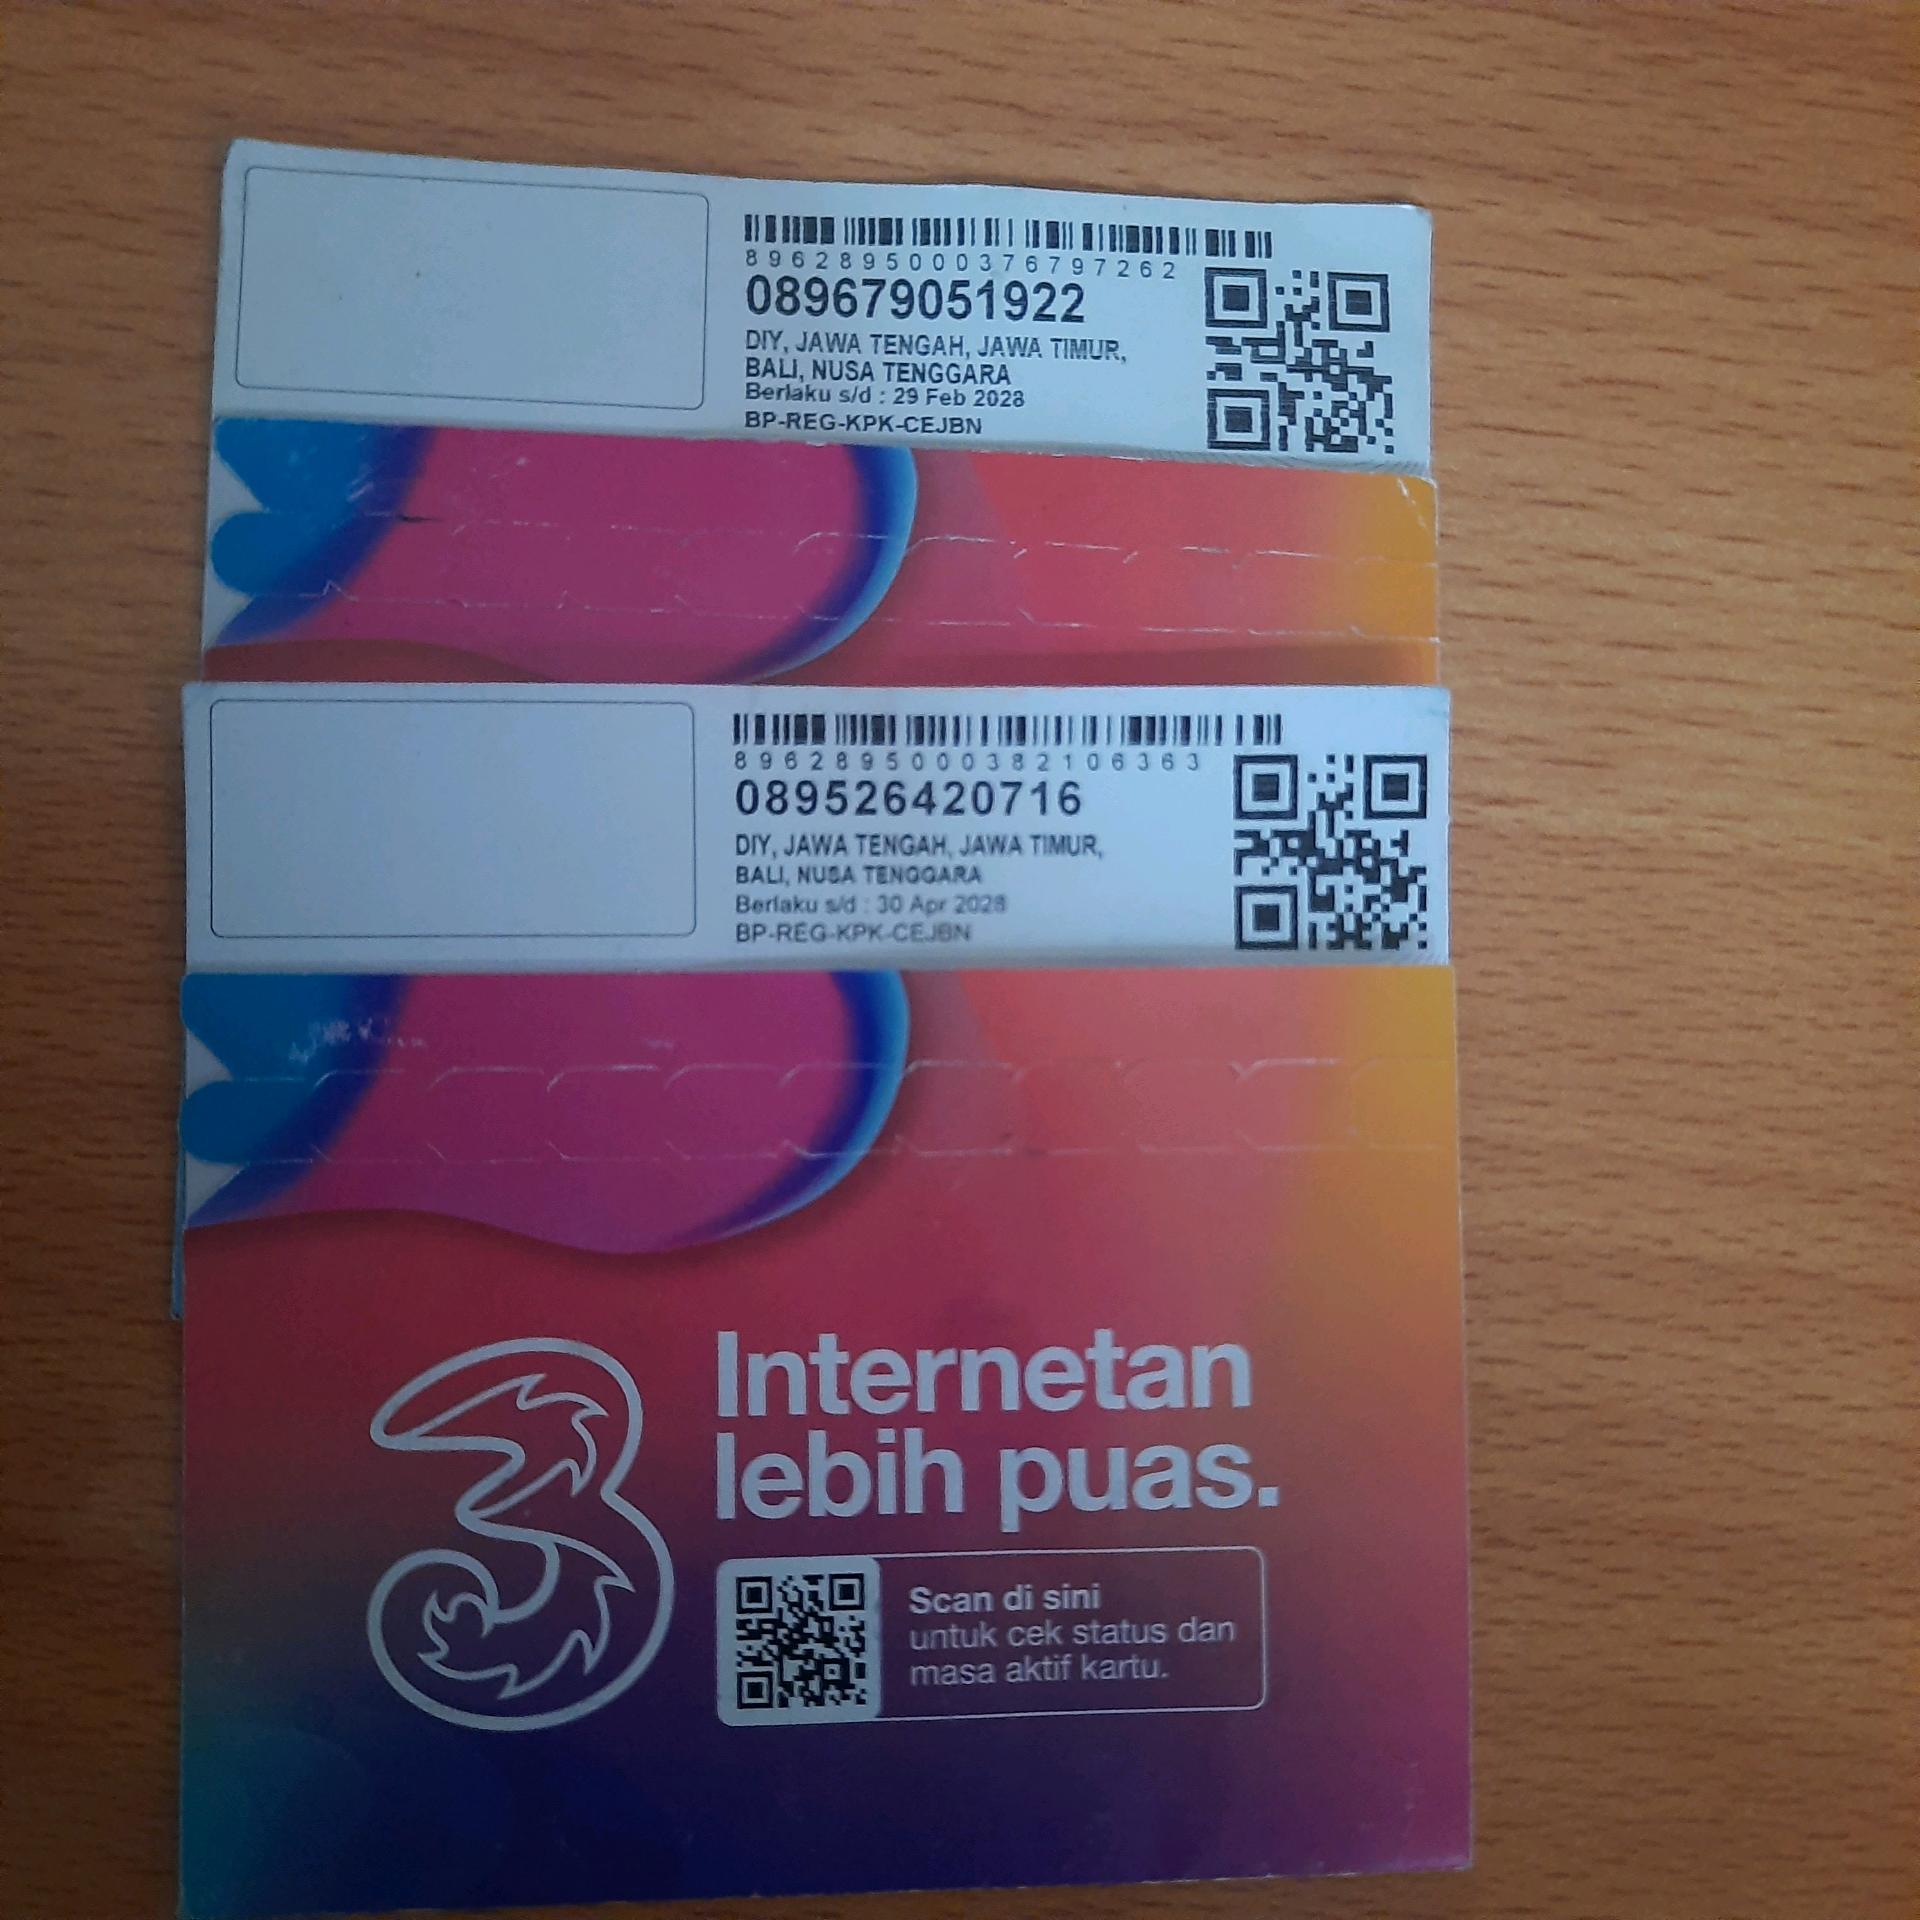 8962895000376797262
089679051922
DIY, JAWA TENGAH, JAWA TIMUR,
BALI, NUSA TENGGARA
Berlaku s/d : 29 Feb 2028
BP-REG-KPK-CEJBN
8962895000382106363
089526420716
DIY, JAWA TENGAH, JAWA TIMUR,
BALI, NUSA TENGGARA
Berlaku s/d : 30 Apr 2028
BP-REG-KPK-CEJBN
3
Internetan
lebih puas.
Scan di sini
untuk cek status dan
masa aktif kartu.